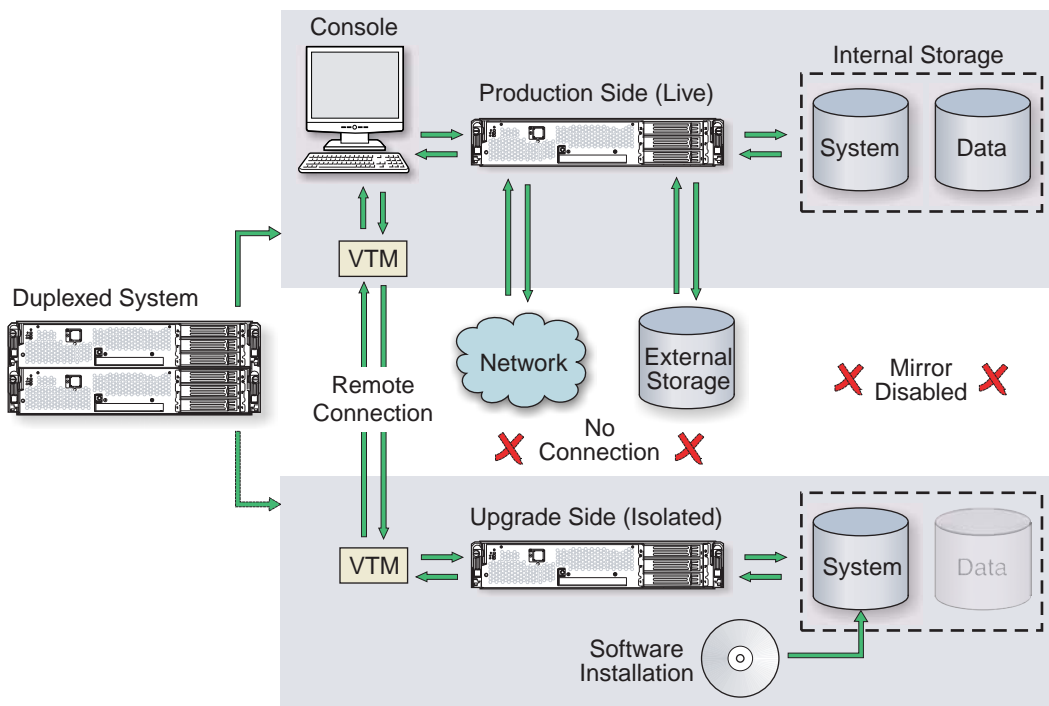 Console
Internal Storage
Production Side (Live)
System
Data
VTM
Duplexed System
Network
External
Storage
Mirror
Disabled
Remote
Connection
No
Connection
Upgrade Side (Isolated)
VTM
System
Data
Software
Installation